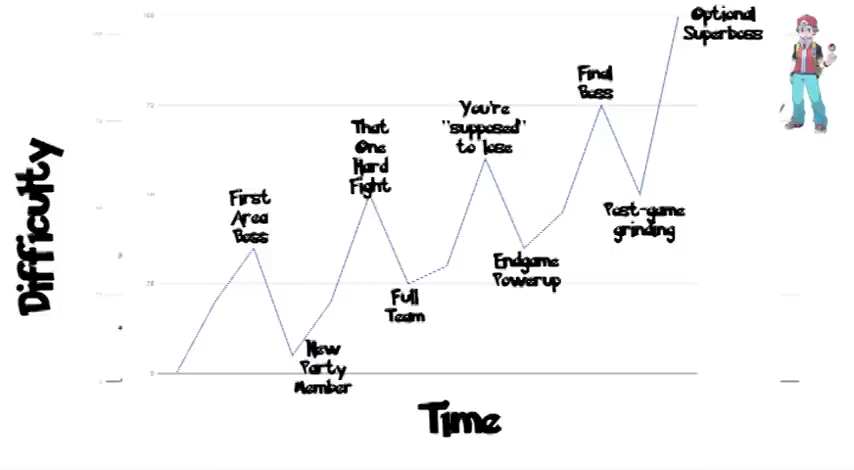 Optional
Superboss
Final
Boss
You're
"supposed"
to lose
That
One
Hard
Fight
First
Area
Boss
Post-game
grinding
Endgame
Powerup
Full
Team
New
Party
Member
Difficulty
Time